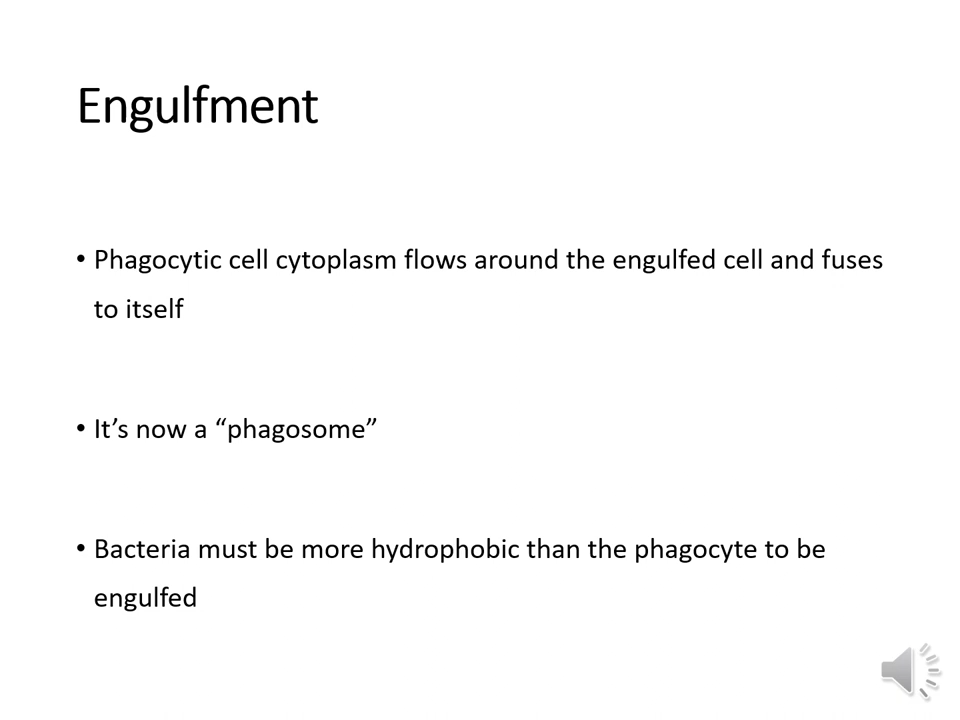 Engulfment
• Phagocytic cell cytoplasm flows around the engulfed cell and fuses
to itself
• It’s now a “phagosome”
• Bacteria must be more hydrophobic than the phagocyte to be
engulfed